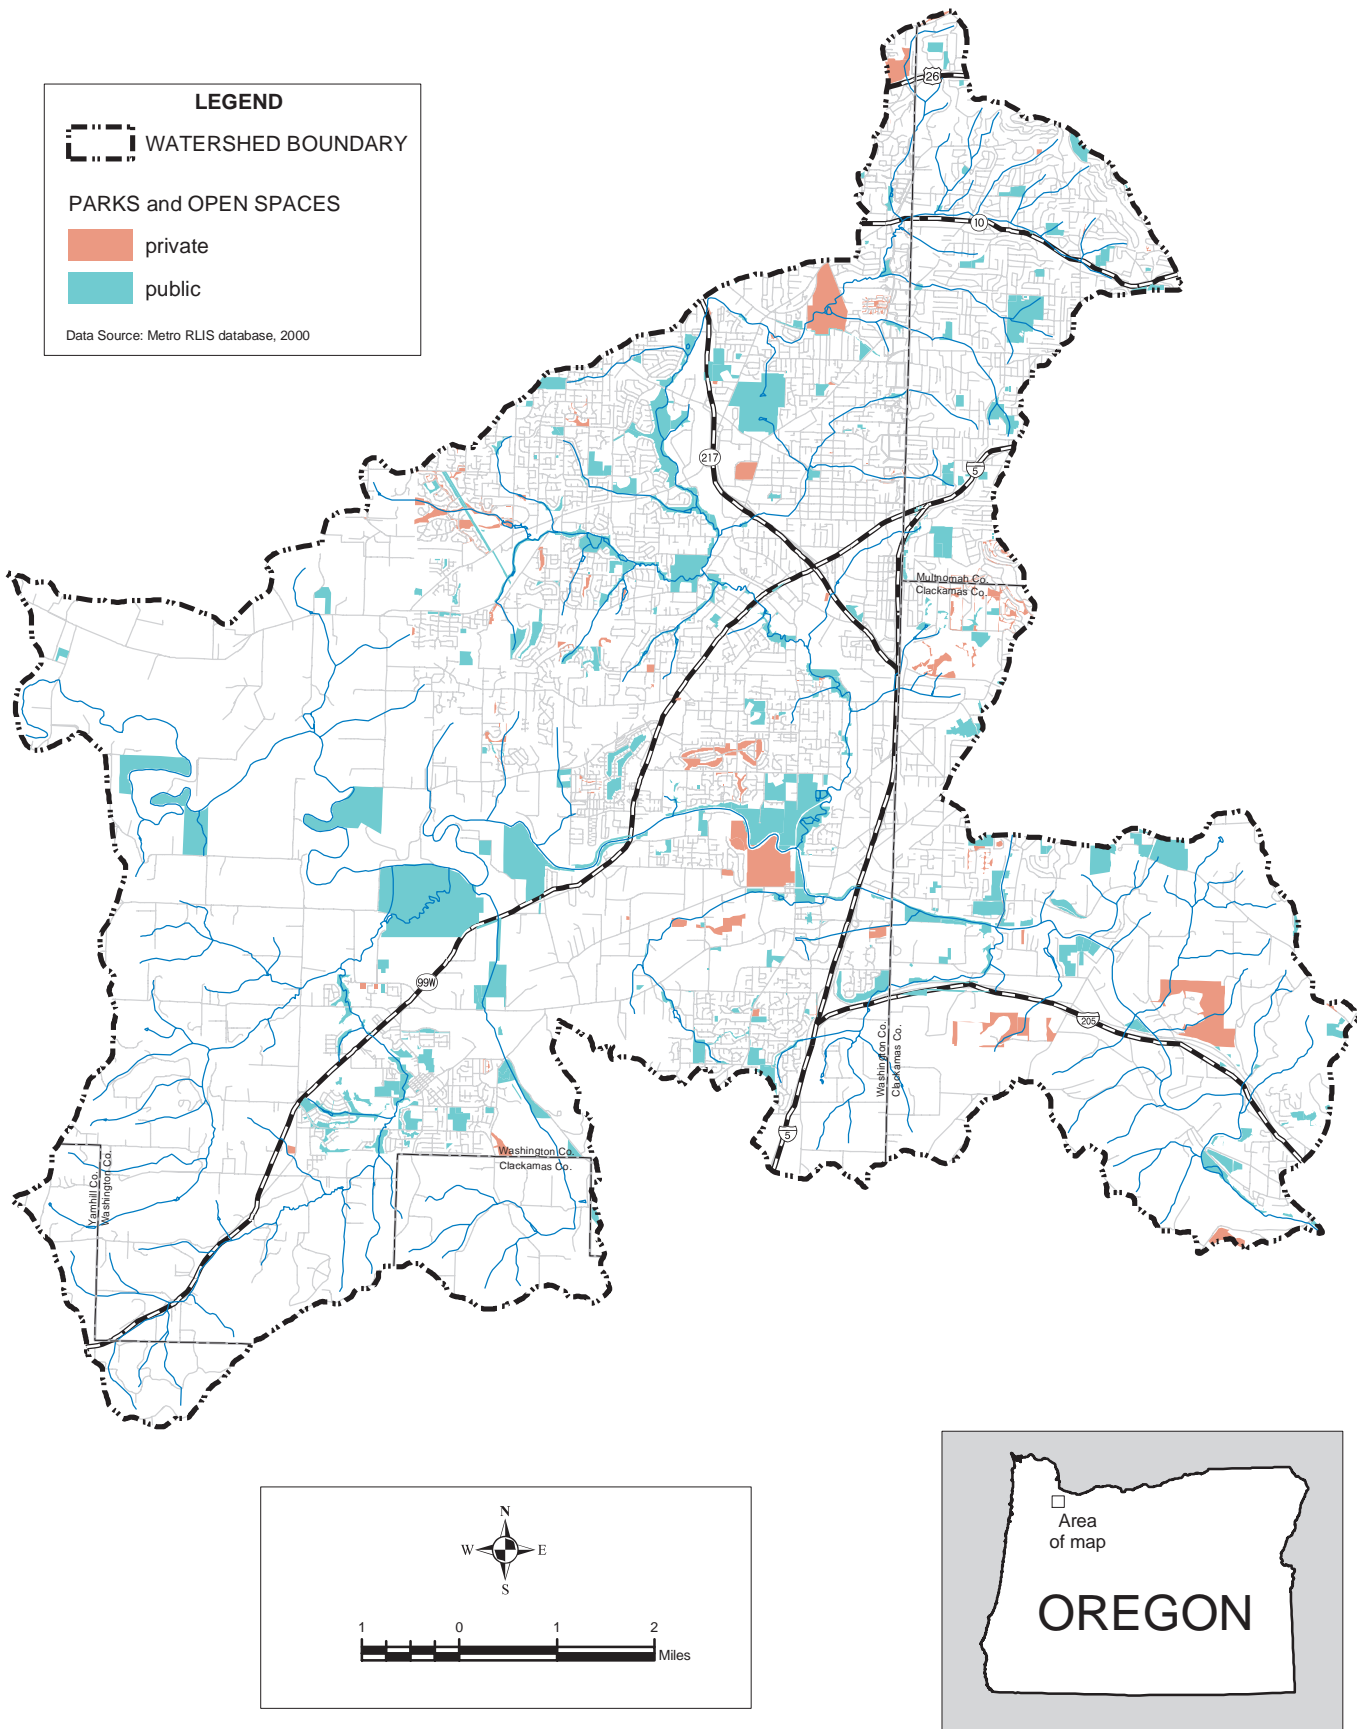 LEGEND
WATERSHED BOUNDARY
PARKS and OPEN SPACES
private
public
Data Source: Metro RLIS database, 2000
26
10
217
5
Multnomah Co.
Clackamas Co.
99W
205
Washington Co.
Clackamas Co.
5
Washington Co.
Clackamas Co.
Yamhill Co.
Washington Co.
N
W
E
S
1 0 1 2
Miles
Area
of map
OREGON